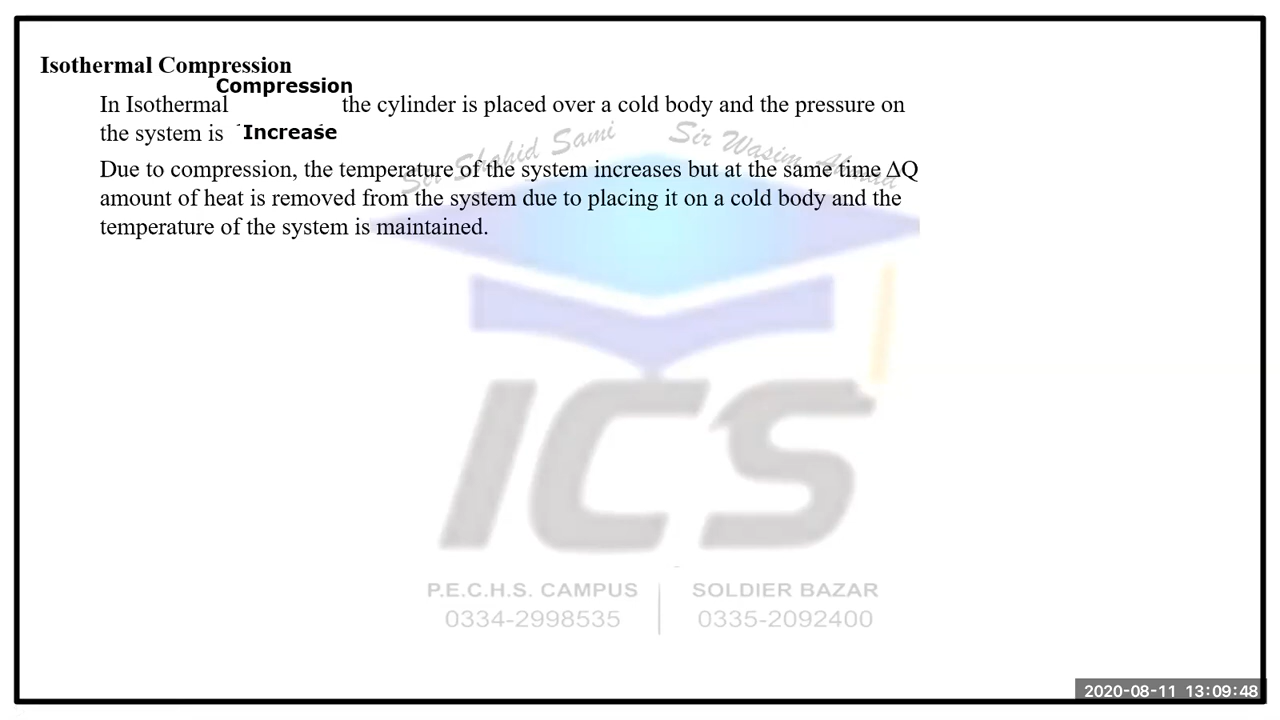 Isothermal Compression
Compression
In Isothermal the cylinder is placed over a cold body and the pressure on
the system is Increase
Sir Shahid Sami Sir Wasim Ahmad
Due to compression, the temperature of the system increases but at the same time ΔQ
amount of heat is removed from the system due to placing it on a cold body and the
temperature of the system is maintained.
ICS
P.E.C.H.S. CAMPUS SOLDIER BAZAR
0334-2998535 0335-2092400
2020-08-11 13:09:48